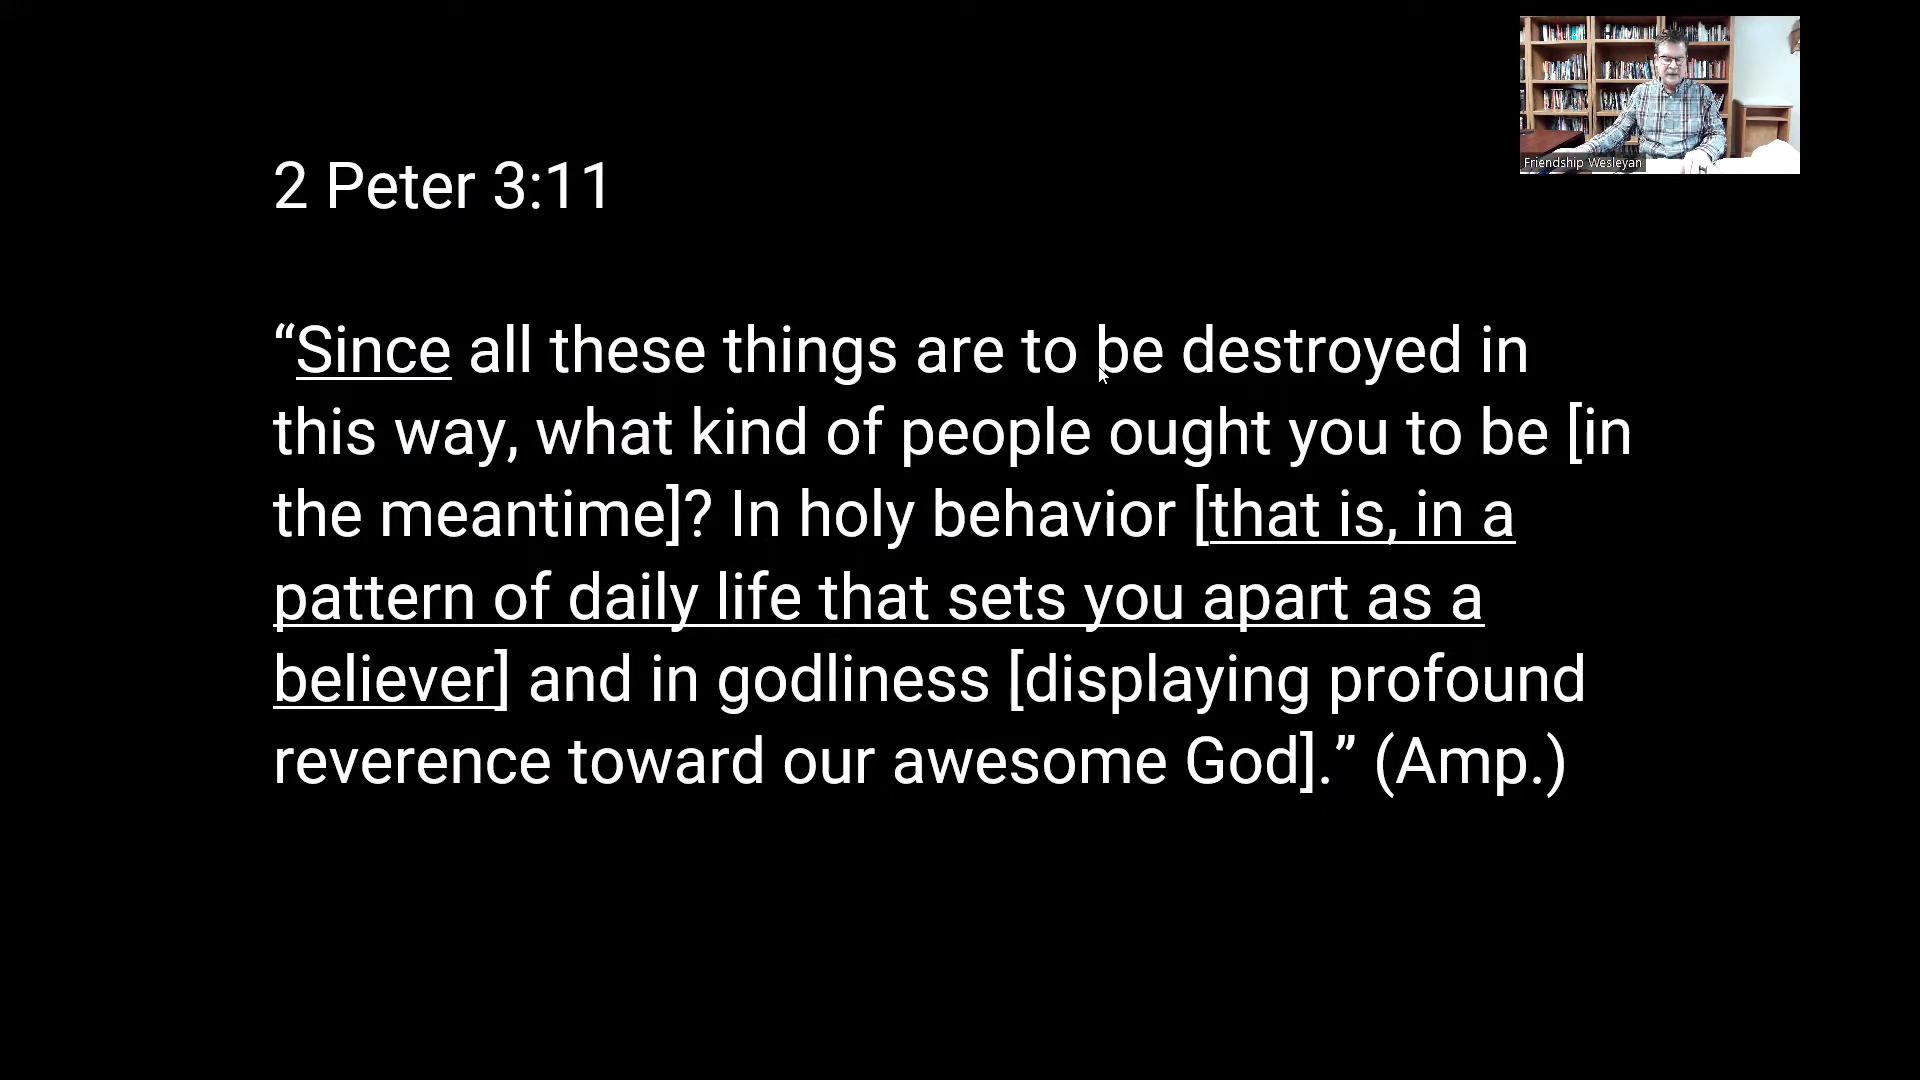 Friendship Wesleyan
2 Peter 3:11
“Since all these things are to be destroyed in
this way, what kind of people ought you to be [in
the meantime]? In holy behavior [that is, in a
pattern of daily life that sets you apart as a
believer] and in godliness [displaying profound
reverence toward our awesome God].” (Amp.)